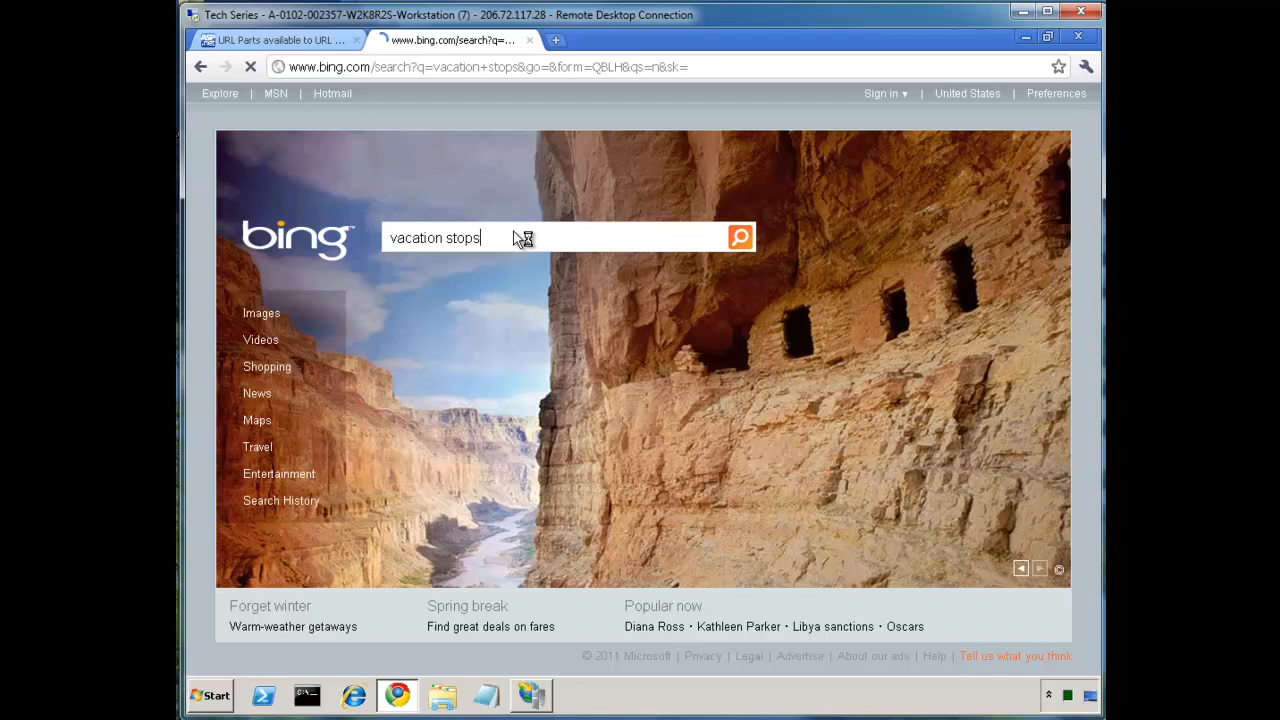 Tech Series - A-0102-002357-W2K8R2S-Workstation (7) - 206.72.117.28 - Remote Desktop Connection
URL Parts available to URL ...
www.bing.com/search?q=...
www.bing.com/search?q=vacation+stops&go=&form=QBLH&qs=n&sk=
Explore | MSN | Hotmail
Sign in ▾ | United States | Preferences
bing™
vacation stops
Images
Videos
Shopping
News
Maps
Travel
Entertainment
Search History
Forget winter
Spring break
Popular now
Warm-weather getaways
Find great deals on fares
Diana Ross · Kathleen Parker · Libya sanctions · Oscars
© 2011 Microsoft | Privacy | Legal | Advertise | About our ads | Help | Tell us what you think
Start